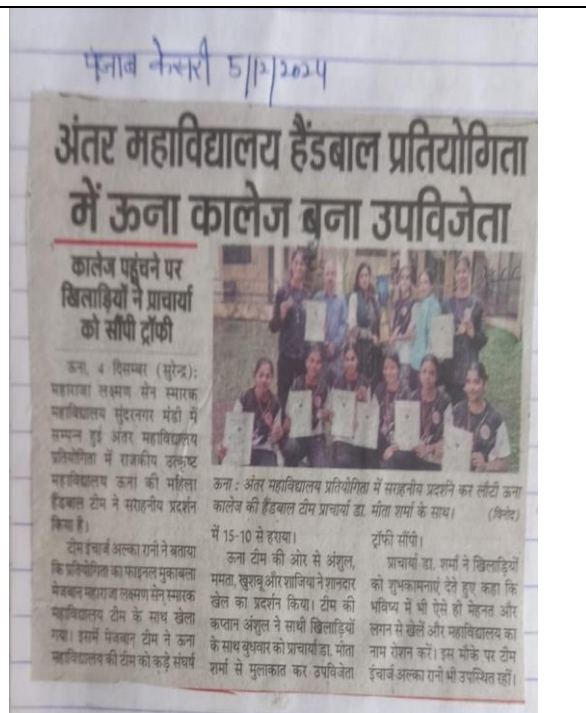 पंजाब केसरी 5/12/2024
अंतर महाविद्यालय हैंडबाल प्रतियोगिता
में ऊना कालेज बना उपविजेता
कालेज पहुंचने पर
खिलाड़ियों ने प्राचार्या
को सौंपी ट्रॉफी
ऊना, 4 दिसम्बर (सुरेन्द्र):
महाराजा लक्ष्मण सेन स्मारक
महाविद्यालय सुंदरनगर मंडी में
सम्पन्न हुई अंतर महाविद्यालय
प्रतियोगिता में राजकीय उत्कृष्ट
महाविद्यालय ऊना की महिला
हैंडबाल टीम ने सराहनीय प्रदर्शन
किया है।
टीम इंचार्ज अल्का रानी ने बताया
कि प्रतियोगिता का फाइनल मुकाबला
मेजबान महाराजा लक्ष्मण सेन स्मारक
महाविद्यालय टीम के साथ खेला
गया। इसमें मेजबान टीम ने ऊना
महाविद्यालय की टीम को कड़े संघर्ष
ऊना : अंतर महाविद्यालय प्रतियोगिता में सराहनीय प्रदर्शन कर लौटी ऊना
कालेज की हैंडबाल टीम प्राचार्या डा. मीता शर्मा के साथ। (विनोद)
में 15-10 से हराया।
ऊना टीम की ओर से अंशुल,
ममता, खुशबू और शाजिया ने शानदार
खेल का प्रदर्शन किया। टीम की
कप्तान अंशुल ने साथी खिलाड़ियों
के साथ बुधवार को प्राचार्या डा. मीता
शर्मा से मुलाकात कर उपविजेता
ट्रॉफी सौंपी।
प्राचार्या डा. शर्मा ने खिलाड़ियों
को शुभकामनाएं देते हुए कहा कि
भविष्य में भी ऐसे ही मेहनत और
लगन से खेलें और महाविद्यालय का
नाम रोशन करें। इस मौके पर टीम
इंचार्ज अल्का रानी भी उपस्थित रहीं।